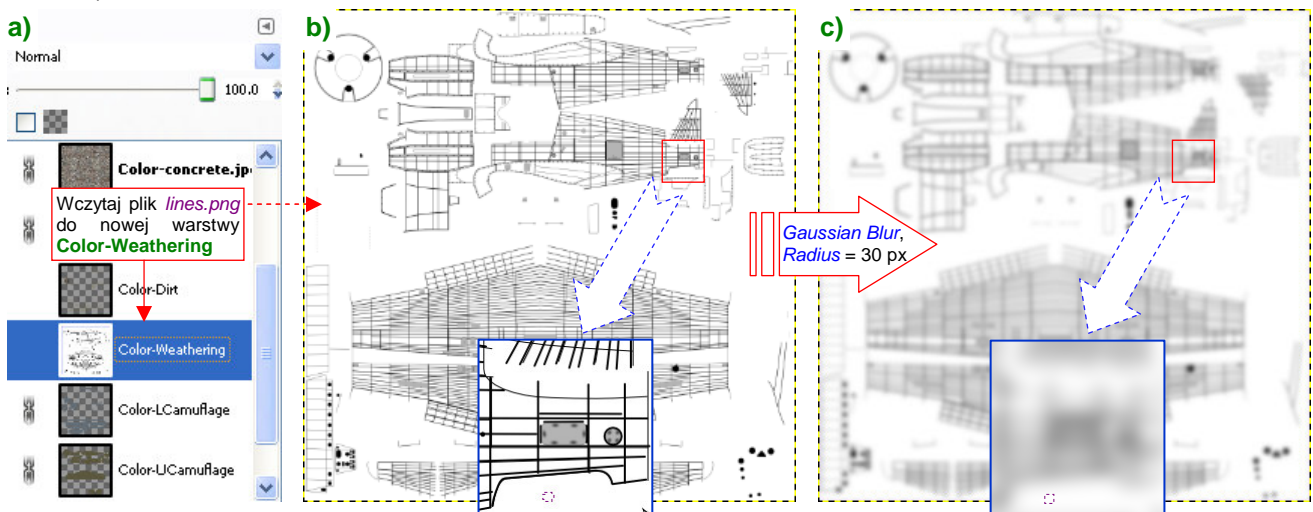 a)
Normal
100.0
Color-concrete.jp
Wczytaj plik lines.png
do nowej warstwy
Color-Weathering
Color-Dirt
Color-Weathering
Color-LCamuflage
Color-UCamuflage
b)
Gaussian Blur,
Radius = 30 px
c)